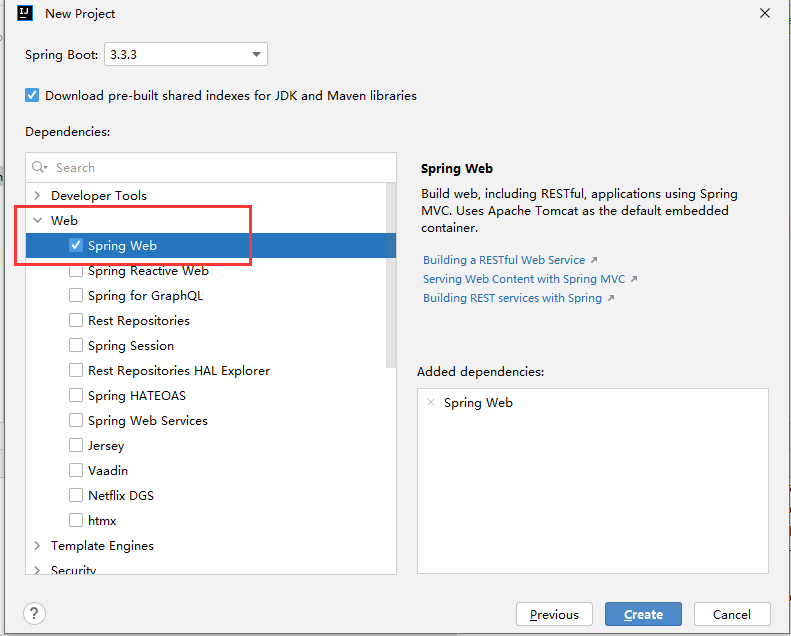 New Project
Spring Boot: 3.3.3
Download pre-built shared indexes for JDK and Maven libraries
Dependencies:
Search
Developer Tools
Web
Spring Web
Spring Reactive Web
Spring for GraphQL
Rest Repositories
Spring Session
Rest Repositories HAL Explorer
Spring HATEOAS
Spring Web Services
Jersey
Vaadin
Netflix DGS
htmx
Template Engines
Security
Spring Web
Build web, including RESTful, applications using Spring
MVC. Uses Apache Tomcat as the default embedded
container.
Building a RESTful Web Service
Serving Web Content with Spring MVC
Building REST services with Spring
Added dependencies:
Spring Web
?
Previous
Create
Cancel